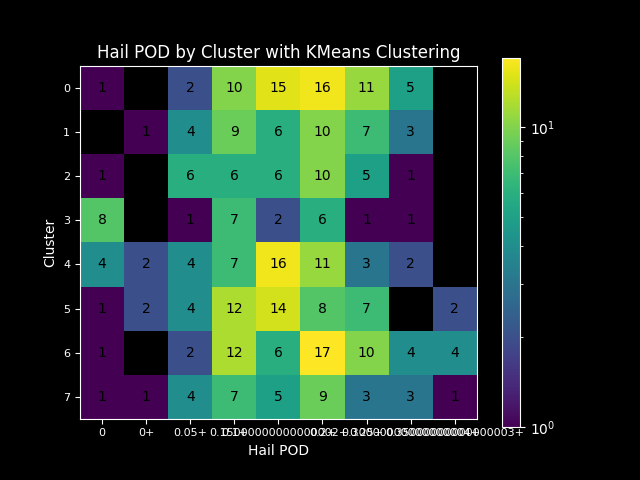 Hail POD by Cluster with KMeans Clustering
0 1 2 10 15 16 11 5
1 1 4 9 6 10 7 3
2 1 6 6 6 10 5 1
3 8 1 7 2 6 1 1
4 4 2 4 7 16 11 3 2
5 1 2 4 12 14 8 7 2
6 1 2 12 6 17 10 4 4
7 1 1 4 7 5 9 3 3 1
Cluster
0 0+ 0.05+
Hail POD
10¹
10⁰